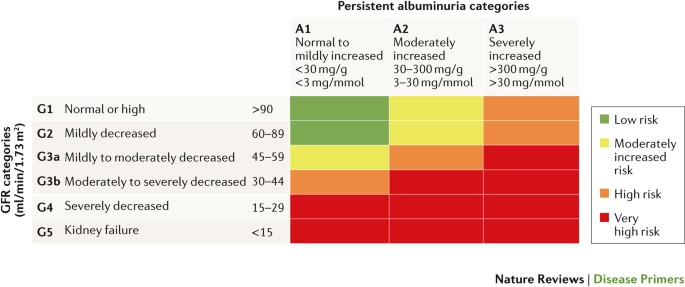 Persistent albuminuria categories
A1 A2 A3
Normal to Moderately Severely
mildly increased increased increased
<30 mg/g 30–300 mg/g >300 mg/g
<3 mg/mmol 3–30 mg/mmol >30 mg/mmol
GFR categories
(ml/min/1.73 m²)
G1 Normal or high >90
G2 Mildly decreased 60–89
G3a Mildly to moderately decreased 45–59
G3b Moderately to severely decreased 30–44
G4 Severely decreased 15–29
G5 Kidney failure <15
Low risk
Moderately
increased
risk
High risk
Very
high risk
Nature Reviews | Disease Primers